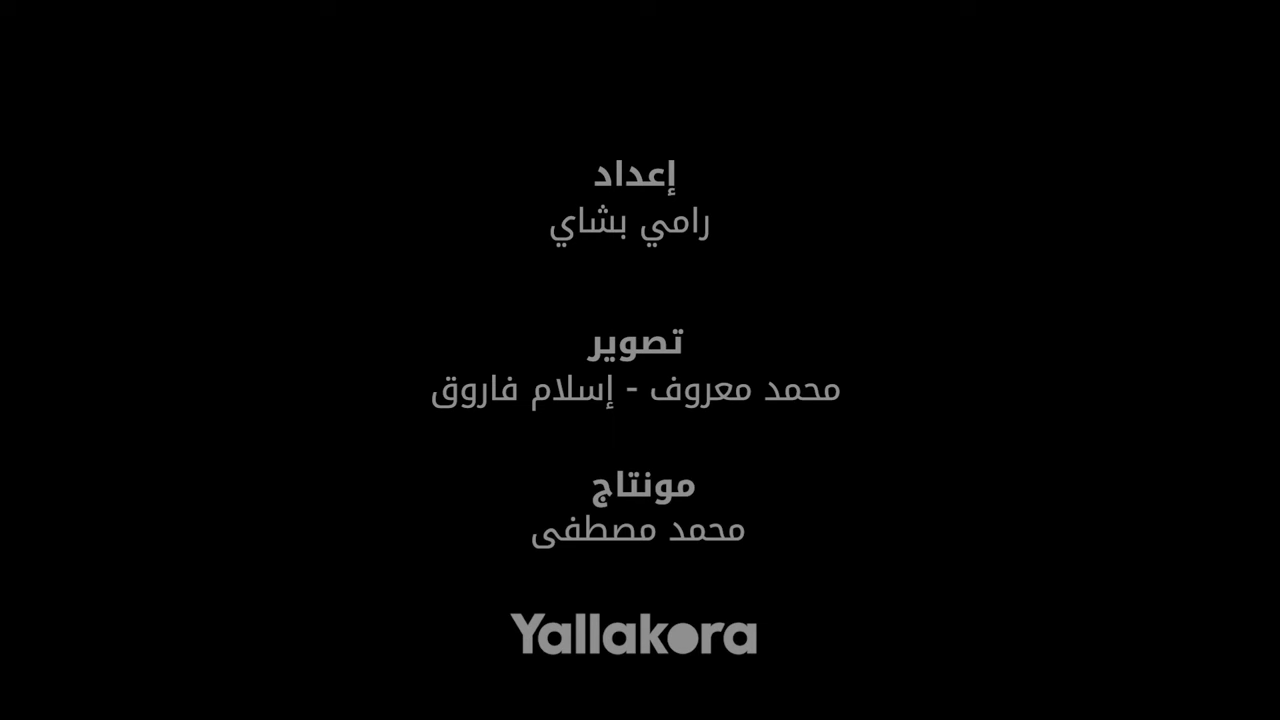 إعداد
رامي بشاي
تصوير
محمد معروف - إسلام فاروق
مونتاج
محمد مصطفى
Yallakora